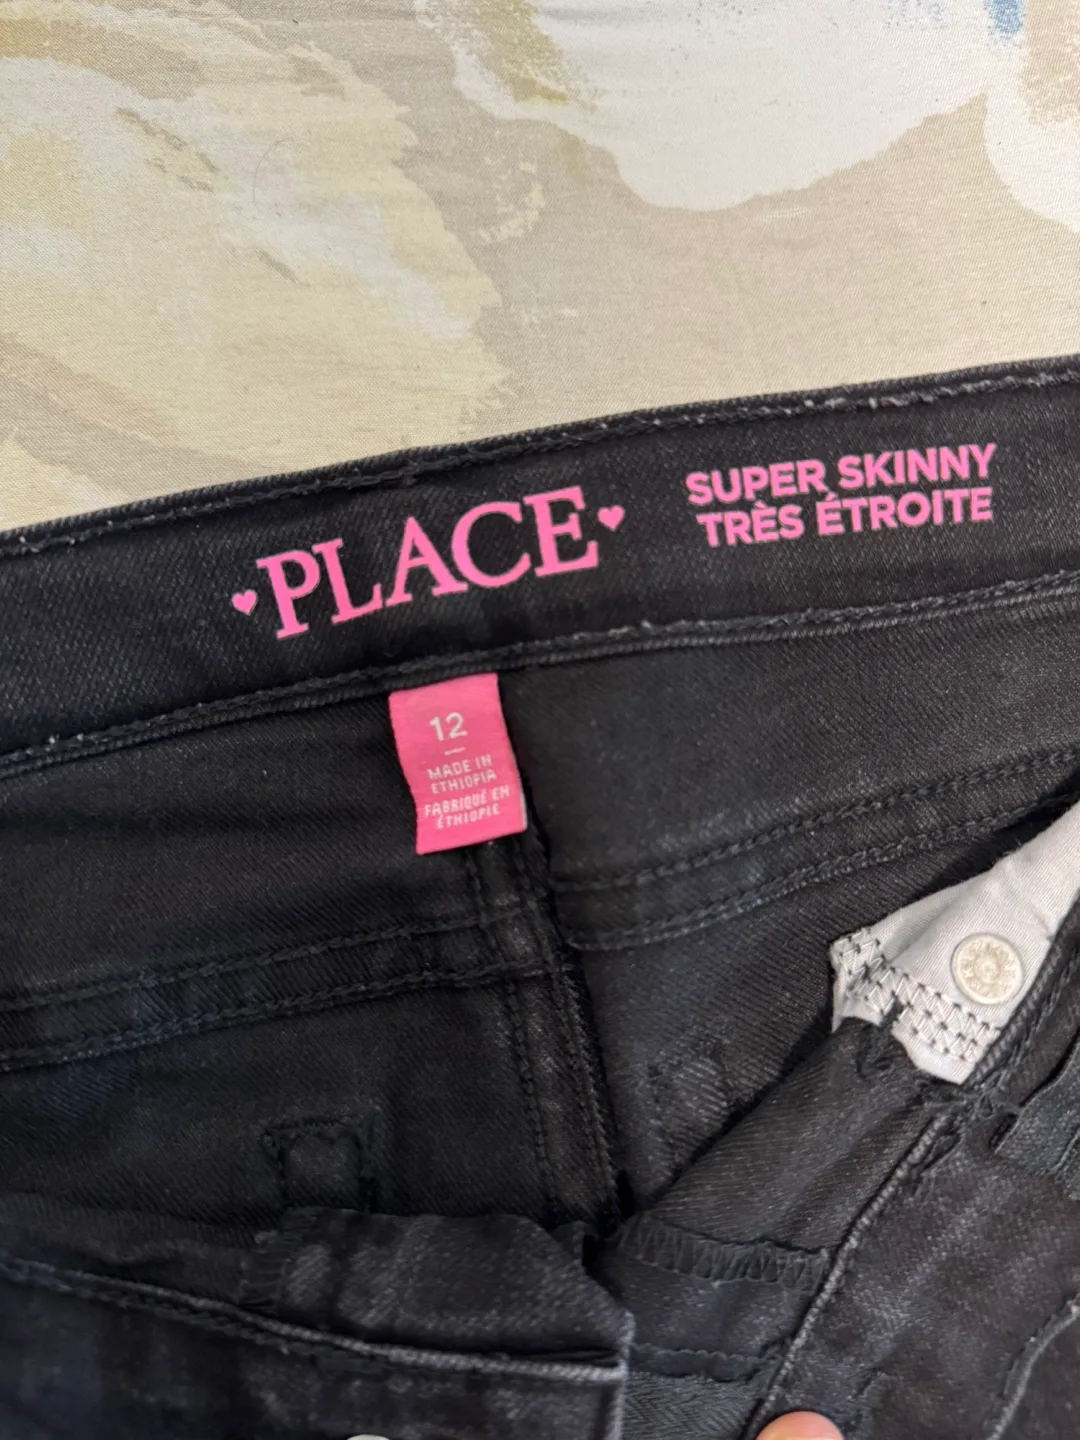 PLACE
SUPER SKINNY
TRÈS ÉTROITE
12
MADE IN
ETHIOPIA
FABRIQUÉ EN
ÉTHIOPIE